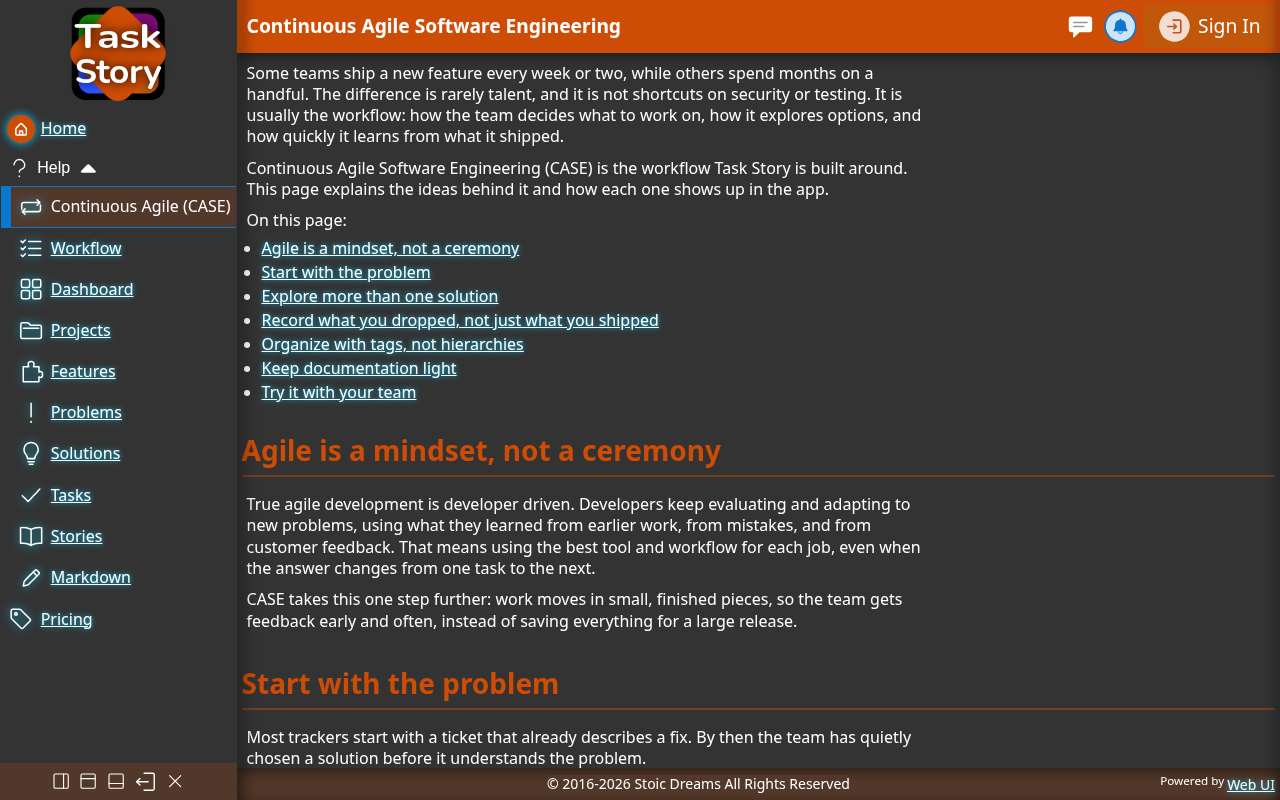 Task
Story
Home
Help
Continuous Agile (CASE)
Workflow
Dashboard
Projects
Features
Problems
Solutions
Tasks
Stories
Markdown
Pricing
Continuous Agile Software Engineering
Sign In
Some teams ship a new feature every week or two, while others spend months on a
handful. The difference is rarely talent, and it is not shortcuts on security or testing. It is
usually the workflow: how the team decides what to work on, how it explores options, and
how quickly it learns from what it shipped.
Continuous Agile Software Engineering (CASE) is the workflow Task Story is built around.
This page explains the ideas behind it and how each one shows up in the app.
On this page:
Agile is a mindset, not a ceremony
Start with the problem
Explore more than one solution
Record what you dropped, not just what you shipped
Organize with tags, not hierarchies
Keep documentation light
Try it with your team
Agile is a mindset, not a ceremony
True agile development is developer driven. Developers keep evaluating and adapting to
new problems, using what they learned from earlier work, from mistakes, and from
customer feedback. That means using the best tool and workflow for each job, even when
the answer changes from one task to the next.
CASE takes this one step further: work moves in small, finished pieces, so the team gets
feedback early and often, instead of saving everything for a large release.
Start with the problem
Most trackers start with a ticket that already describes a fix. By then the team has quietly
chosen a solution before it understands the problem.
© 2016-2026 Stoic Dreams All Rights Reserved
Powered by Web UI